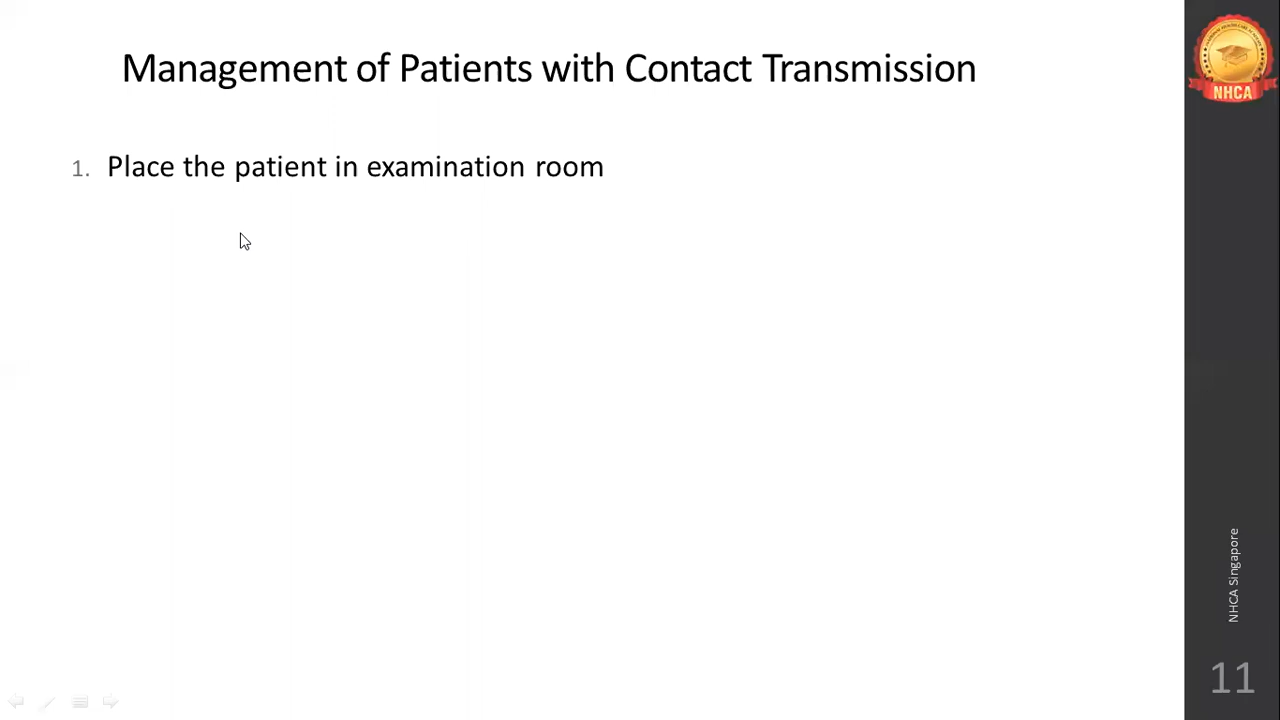 Management of Patients with Contact Transmission
1. Place the patient in examination room
NHCA
NHCA Singapore
11